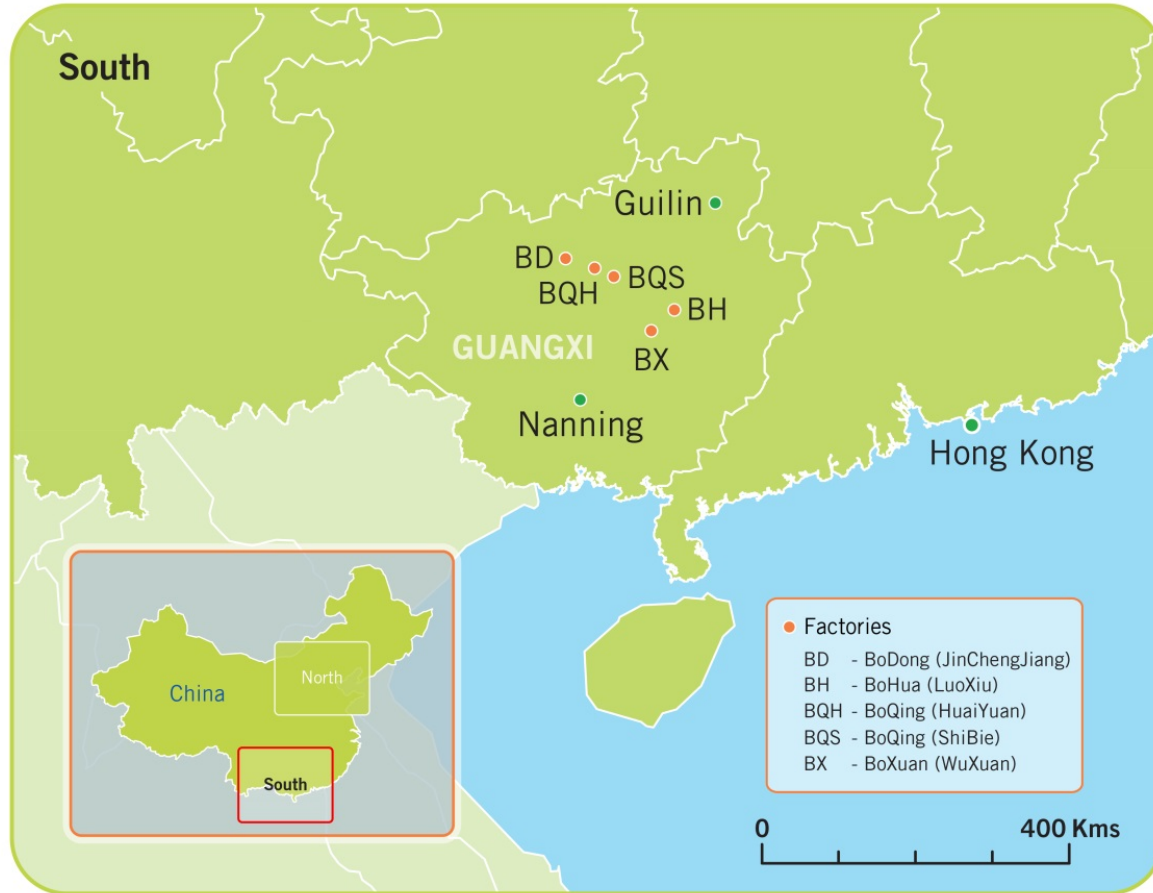 South
Guilin
BD
BQH
BQS
BH
GUANGXI
BX
Nanning
Hong Kong
China
North
South
Factories
BD - BoDong (JinChengJiang)
BH - BoHua (LuoXiu)
BQH - BoQing (HuaiYuan)
BQS - BoQing (ShiBie)
BX - BoXuan (WuXuan)
0 400 Kms